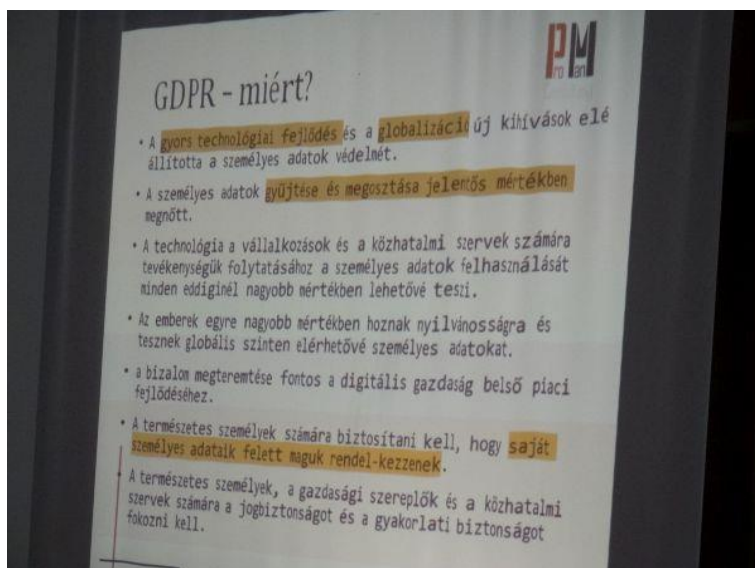 Pro Man
GDPR - miért?
• A gyors technológiai fejlődés és a globalizáció új kihívások elé
állította a személyes adatok védelmét.
• A személyes adatok gyűjtése és megosztása jelentős mértékben
megnőtt.
• A technológia a vállalkozások és a közhatalmi szervek számára
tevékenységük folytatásához a személyes adatok felhasználását
minden eddiginél nagyobb mértékben lehetővé teszi.
• Az emberek egyre nagyobb mértékben hoznak nyilvánosságra és
tesznek globális szinten elérhetővé személyes adatokat.
• a bizalom megteremtése fontos a digitális gazdaság belső piaci
fejlődéséhez.
• A természetes személyek számára biztosítani kell, hogy saját
személyes adataik felett maguk rendel-kezzenek.
• A természetes személyek, a gazdasági szereplők és a közhatalmi
szervek számára a jogbiztonságot és a gyakorlati biztonságot
fokozni kell.